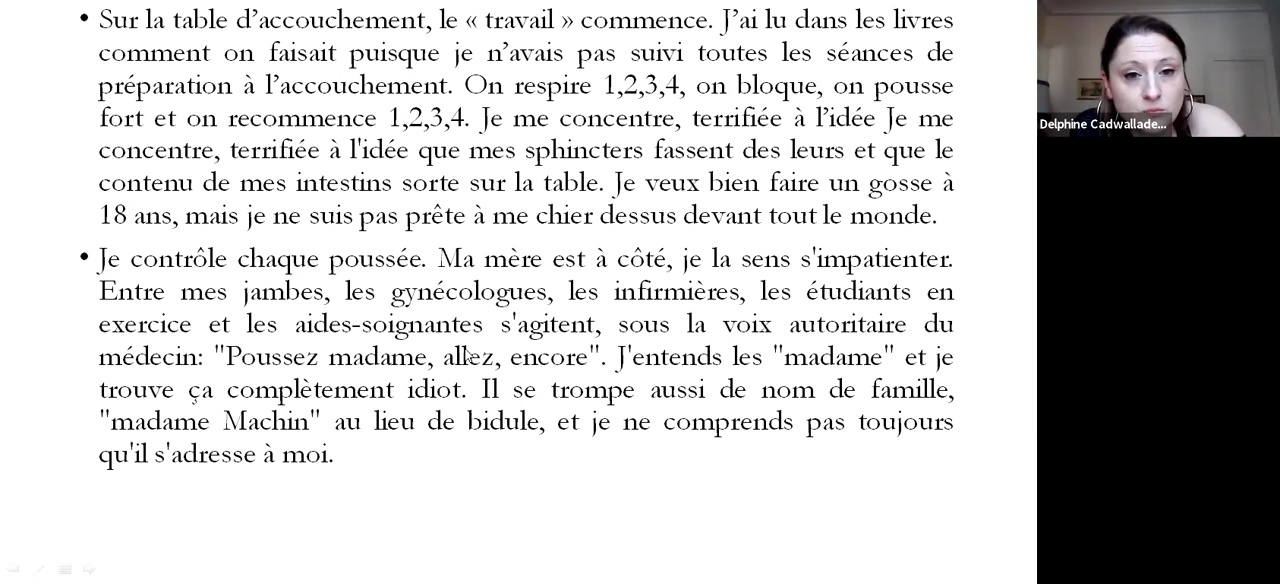 • Sur la table d’accouchement, le « travail » commence. J’ai lu dans les livres
comment on faisait puisque je n’avais pas suivi toutes les séances de
préparation à l’accouchement. On respire 1,2,3,4, on bloque, on pousse
fort et on recommence 1,2,3,4. Je me concentre, terrifiée à l’idée Je me
concentre, terrifiée à l'idée que mes sphincters fassent des leurs et que le
contenu de mes intestins sorte sur la table. Je veux bien faire un gosse à
18 ans, mais je ne suis pas prête à me chier dessus devant tout le monde.
• Je contrôle chaque poussée. Ma mère est à côté, je la sens s'impatienter.
Entre mes jambes, les gynécologues, les infirmières, les étudiants en
exercice et les aides-soignantes s'agitent, sous la voix autoritaire du
médecin: "Poussez madame, allez, encore". J'entends les "madame" et je
trouve ça complètement idiot. Il se trompe aussi de nom de famille,
"madame Machin" au lieu de bidule, et je ne comprends pas toujours
qu'il s'adresse à moi.
Delphine Cadwallade...